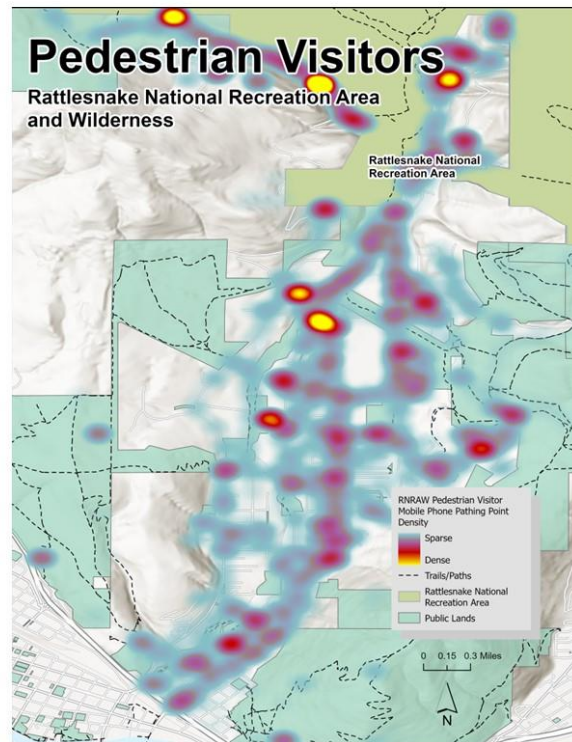 Pedestrian Visitors
Rattlesnake National Recreation Area
and Wilderness
Rattlesnake National
Recreation Area
RNRAW Pedestrian Visitor
Mobile Phone Pathing Point
Density
Sparse
Dense
Trails/Paths
Rattlesnake National
Recreation Area
Public Lands
0 0.15 0.3 Miles
N